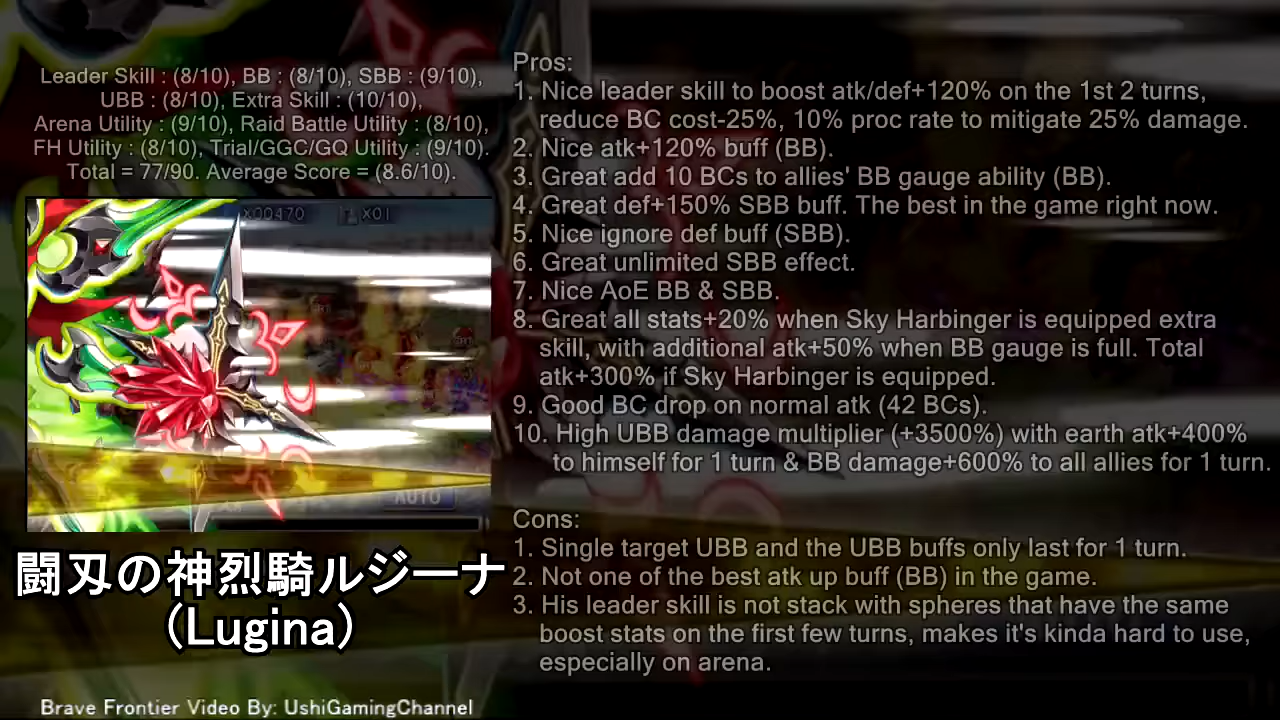 Leader Skill : (8/10), BB : (8/10), SBB : (9/10),
UBB : (8/10), Extra Skill : (10/10),
Arena Utility : (9/10), Raid Battle Utility : (8/10),
FH Utility : (8/10), Trial/GGC/GQ Utility : (9/10).
Total = 77/90. Average Score = (8.6/10).
X00470
X01
AUTO
闘刃の神烈騎ルジーナ
(Lugina)
Brave Frontier Video By: UshiGamingChannel
Pros:
1. Nice leader skill to boost atk/def+120% on the 1st 2 turns,
reduce BC cost-25%, 10% proc rate to mitigate 25% damage.
2. Nice atk+120% buff (BB).
3. Great add 10 BCs to allies' BB gauge ability (BB).
4. Great def+150% SBB buff. The best in the game right now.
5. Nice ignore def buff (SBB).
6. Great unlimited SBB effect.
7. Nice AoE BB & SBB.
8. Great all stats+20% when Sky Harbinger is equipped extra
skill, with additional atk+50% when BB gauge is full. Total
atk+300% if Sky Harbinger is equipped.
9. Good BC drop on normal atk (42 BCs).
10. High UBB damage multiplier (+3500%) with earth atk+400%
to himself for 1 turn & BB damage+600% to all allies for 1 turn.
Cons:
1. Single target UBB and the UBB buffs only last for 1 turn.
2. Not one of the best atk up buff (BB) in the game.
3. His leader skill is not stack with spheres that have the same
boost stats on the first few turns, makes it's kinda hard to use,
especially on arena.